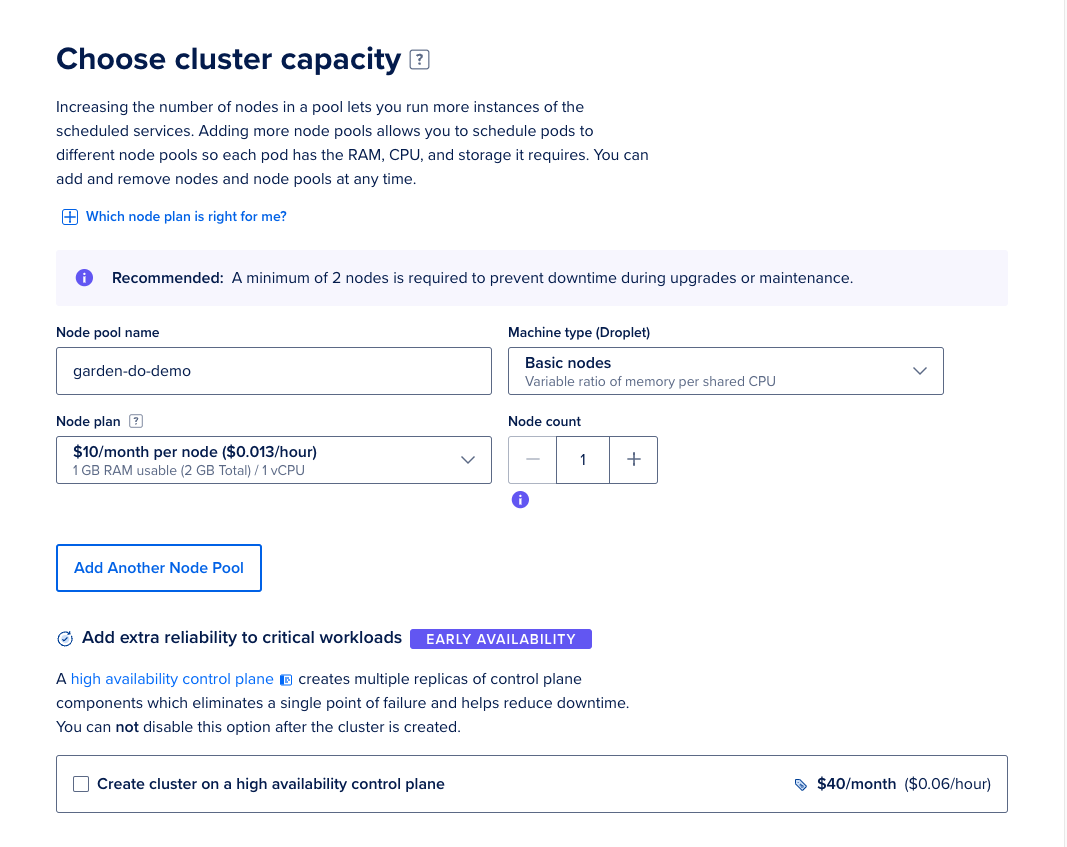 Choose cluster capacity ?
Increasing the number of nodes in a pool lets you run more instances of the
scheduled services. Adding more node pools allows you to schedule pods to
different node pools so each pod has the RAM, CPU, and storage it requires. You can
add and remove nodes and node pools at any time.
Which node plan is right for me?
Recommended: A minimum of 2 nodes is required to prevent downtime during upgrades or maintenance.
Node pool name
garden-do-demo
Machine type (Droplet)
Basic nodes
Variable ratio of memory per shared CPU
Node plan ?
$10/month per node ($0.013/hour)
1 GB RAM usable (2 GB Total) / 1 vCPU
Node count
1
Add Another Node Pool
Add extra reliability to critical workloads EARLY AVAILABILITY
A high availability control plane creates multiple replicas of control plane
components which eliminates a single point of failure and helps reduce downtime.
You can not disable this option after the cluster is created.
Create cluster on a high availability control plane $40/month ($0.06/hour)